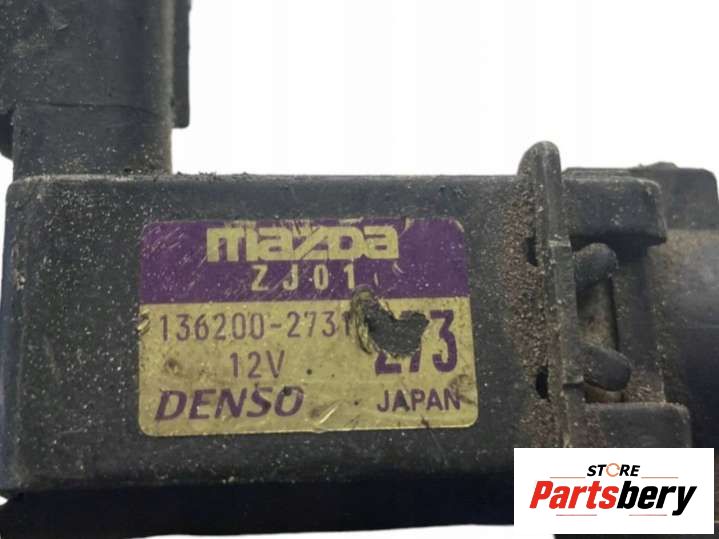 mazda
ZJ01
136200-2731
12V 273
DENSO JAPAN
STORE
Partsbery